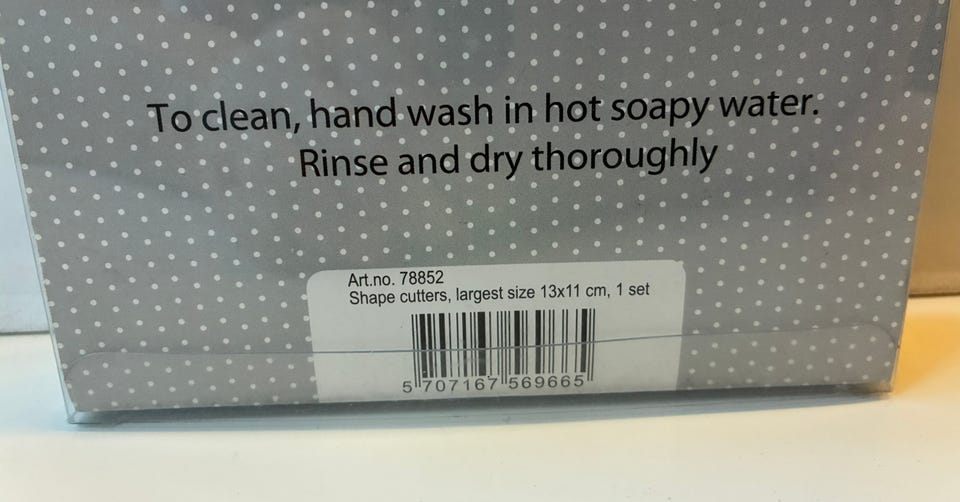 To clean, hand wash in hot soapy water.
Rinse and dry thoroughly
Art.no. 78852
Shape cutters, largest size 13x11 cm, 1 set
5 707167 569665